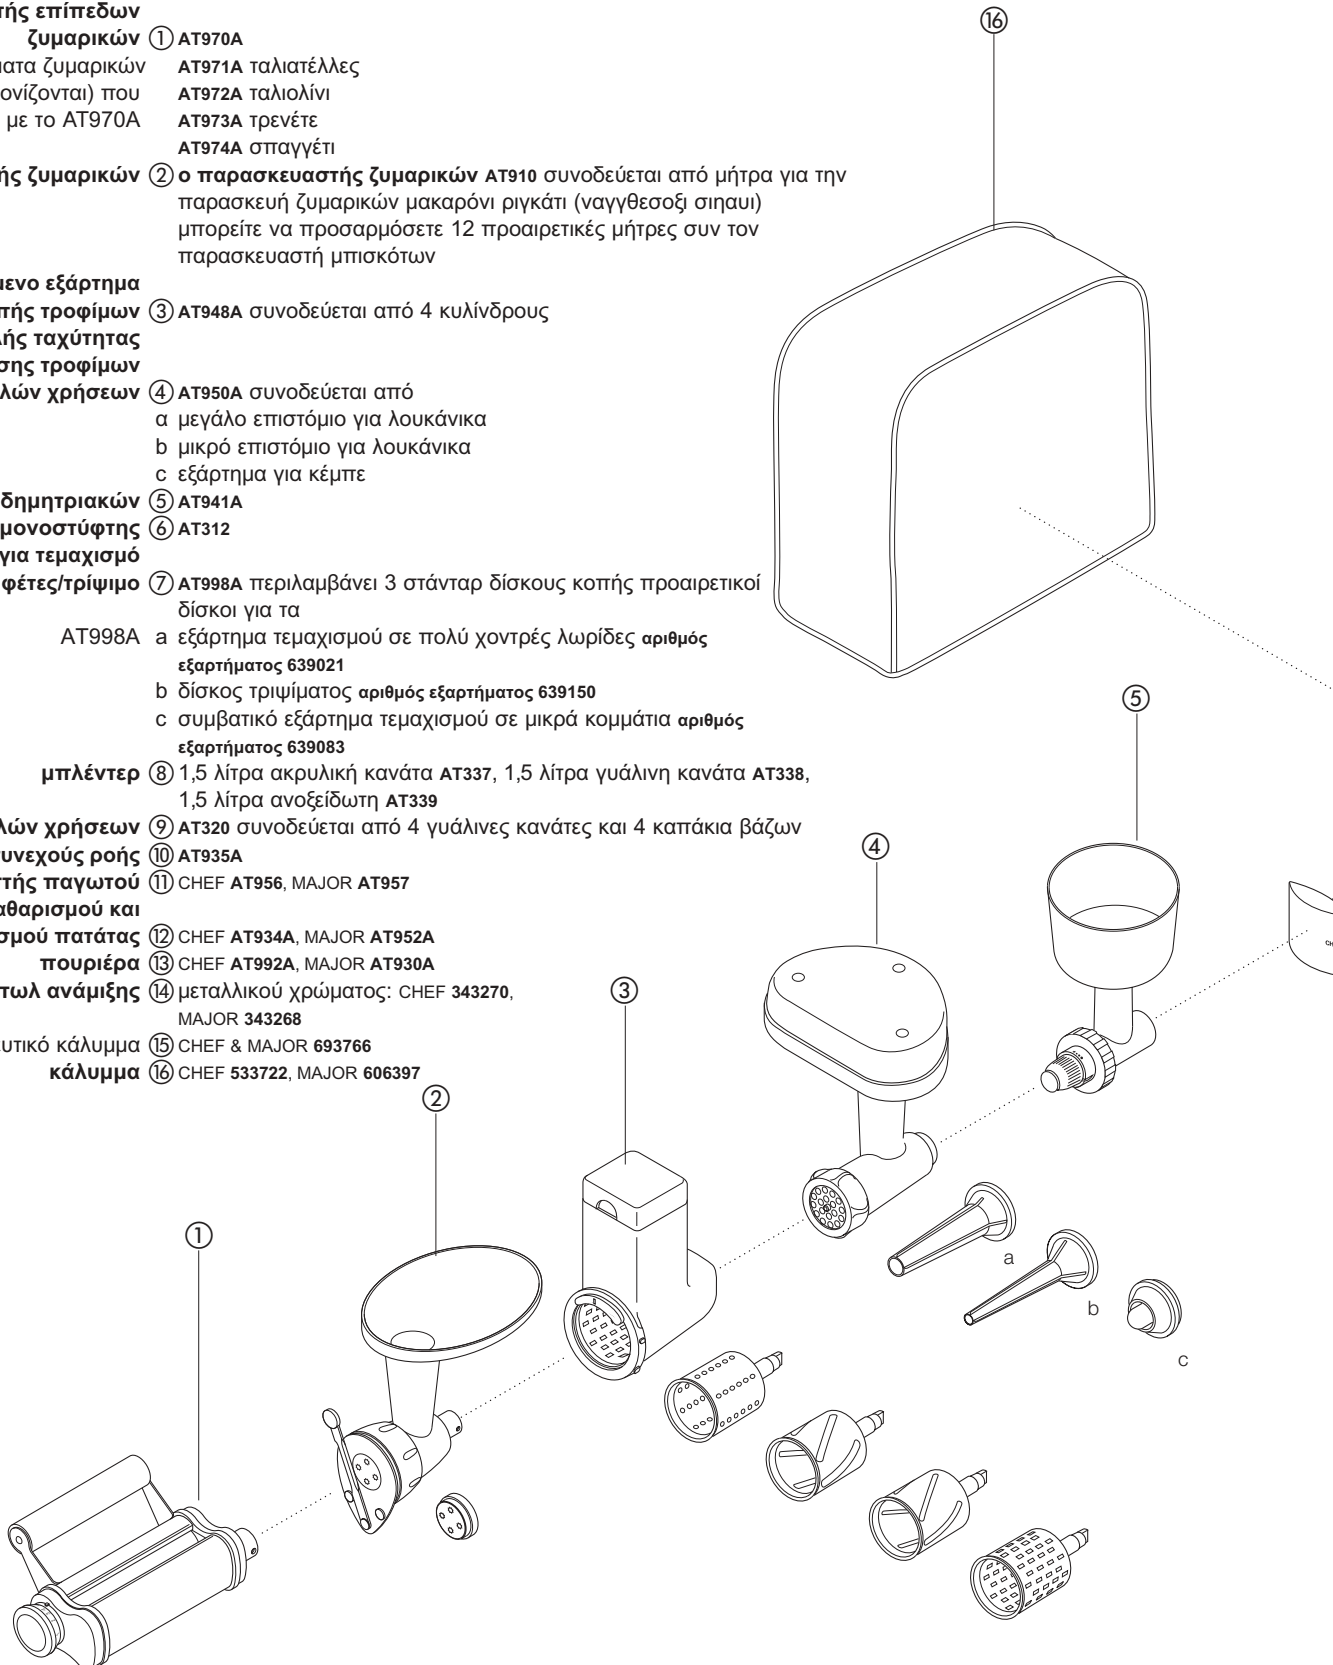 τής επίπεδων
ζυμαρικών ① AT970A
ατα ζυμαρικών AT971A ταλιατέλλες
ονίζονται) που AT972A ταλιολίνι
με το AT970A AT973A τρενέτε
AT974A σπαγγέτι
ής ζυμαρικών ② ο παρασκευαστής ζυμαρικών AT910 συνοδεύεται από μήτρα για την
παρασκευή ζυμαρικών μακαρόνι ριγκάτι (ναγγθεσοξι σιηαυι)
μπορείτε να προσαρμόσετε 12 προαιρετικές μήτρες συν τον
παρασκευαστή μπισκότων
μενο εξάρτημα
πής τροφίμων ③ AT948A συνοδεύεται από 4 κυλίνδρους
λής ταχύτητας
σης τροφίμων
λών χρήσεων ④ AT950A συνοδεύεται από
α μεγάλο επιστόμιο για λουκάνικα
b μικρό επιστόμιο για λουκάνικα
c εξάρτημα για κέμπε
δημητριακών ⑤ AT941A
μονοστύφτης ⑥ AT312
για τεμαχισμό
φέτες/τρίψιμο ⑦ AT998A περιλαμβάνει 3 στάνταρ δίσκους κοπής προαιρετικοί
δίσκοι για τα
AT998A a εξάρτημα τεμαχισμού σε πολύ χοντρές λωρίδες αριθμός
εξαρτήματος 639021
b δίσκος τριψίματος αριθμός εξαρτήματος 639150
c συμβατικό εξάρτημα τεμαχισμού σε μικρά κομμάτια αριθμός
εξαρτήματος 639083
μπλέντερ ⑧ 1,5 λίτρα ακρυλική κανάτα AT337, 1,5 λίτρα γυάλινη κανάτα AT338,
1,5 λίτρα ανοξείδωτη AT339
λών χρήσεων ⑨ AT320 συνοδεύεται από 4 γυάλινες κανάτες και 4 καπάκια βάζων
υνεχούς ροής ⑩ AT935A
τής παγωτού ⑪ CHEF AT956, MAJOR AT957
αθαρισμού και
σμού πατάτας ⑫ CHEF AT934A, MAJOR AT952A
πουριέρα ⑬ CHEF AT992A, MAJOR AT930A
πωλ ανάμιξης ⑭ μεταλλικού χρώματος: CHEF 343270,
MAJOR 343268
υτικό κάλυμμα ⑮ CHEF & MAJOR 693766
κάλυμμα ⑯ CHEF 533722, MAJOR 606397
⑯
⑤
④
③
②
①
a
b
c
CH